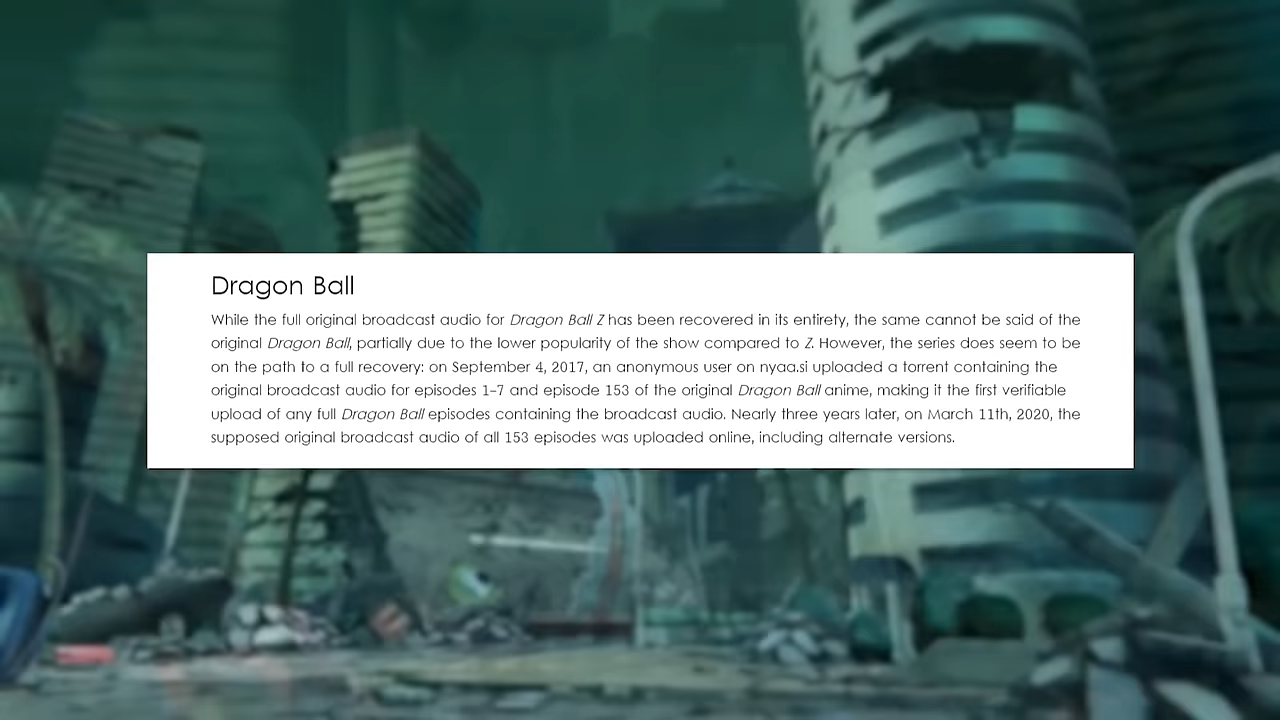 Dragon Ball
While the full original broadcast audio for Dragon Ball Z has been recovered in its entirety, the same cannot be said of the
original Dragon Ball, partially due to the lower popularity of the show compared to Z. However, the series does seem to be
on the path to a full recovery: on September 4, 2017, an anonymous user on nyaa.si uploaded a torrent containing the
original broadcast audio for episodes 1–7 and episode 153 of the original Dragon Ball anime, making it the first verifiable
upload of any full Dragon Ball episodes containing the broadcast audio. Nearly three years later, on March 11th, 2020, the
supposed original broadcast audio of all 153 episodes was uploaded online, including alternate versions.